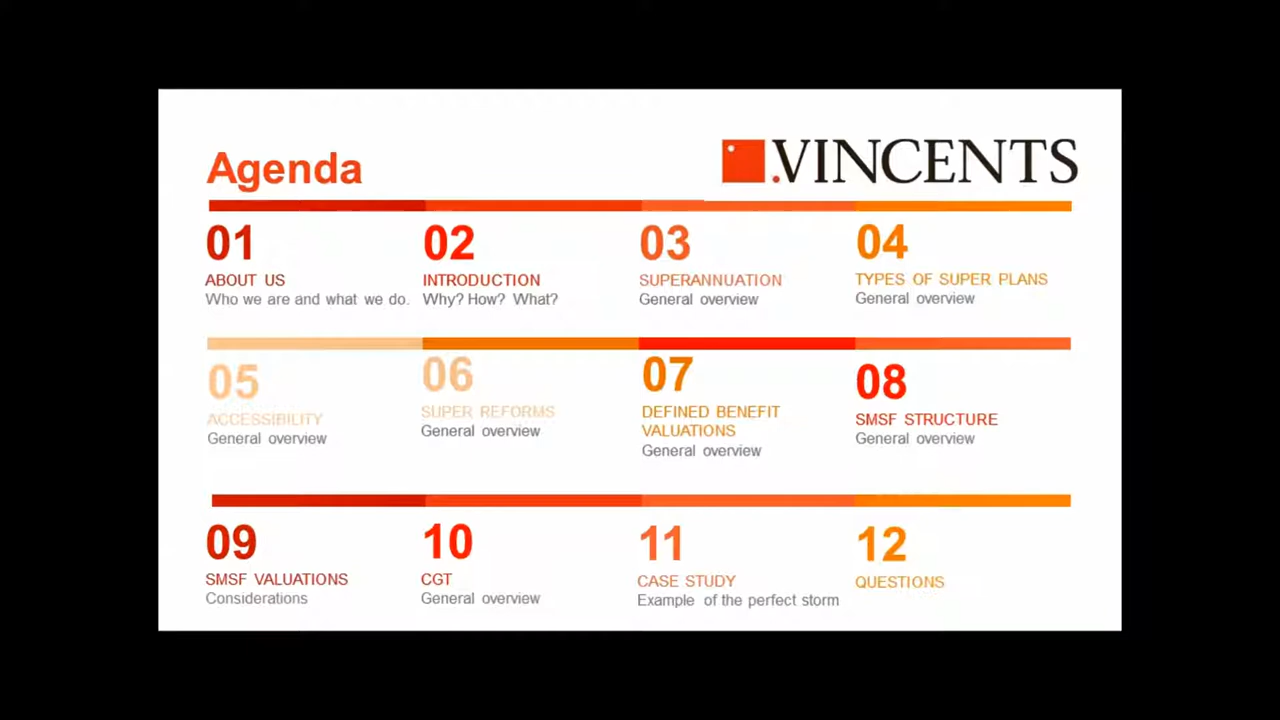 Agenda
.VINCENTS
01
ABOUT US
Who we are and what we do.
02
INTRODUCTION
Why? How? What?
03
SUPERANNUATION
General overview
04
TYPES OF SUPER PLANS
General overview
05
ACCESSIBILITY
General overview
06
SUPER REFORMS
General overview
07
DEFINED BENEFIT
VALUATIONS
General overview
08
SMSF STRUCTURE
General overview
09
SMSF VALUATIONS
Considerations
10
CGT
General overview
11
CASE STUDY
Example of the perfect storm
12
QUESTIONS